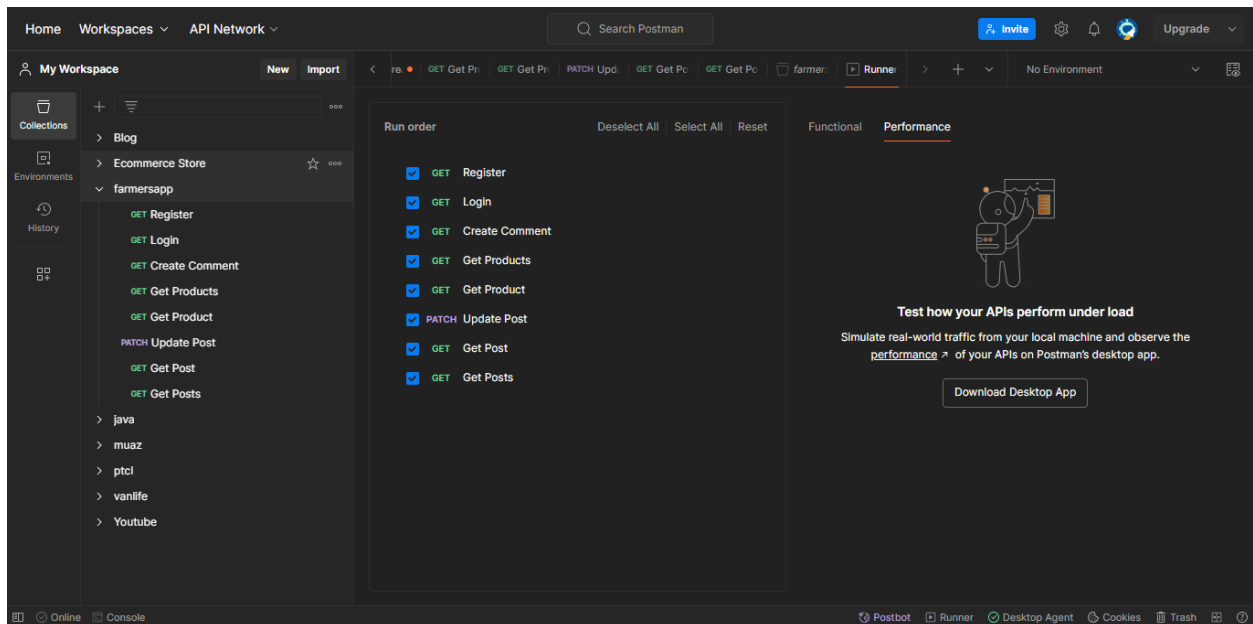 Home Workspaces API Network Search Postman Invite Upgrade
My Workspace New Import
re. GET Get Pr GET Get Pr PATCH Upd GET Get Po GET Get Po farmer Runner No Environment
Collections
Environments
History
Blog
Ecommerce Store
farmersapp
GET Register
GET Login
GET Create Comment
GET Get Products
GET Get Product
PATCH Update Post
GET Get Post
GET Get Posts
java
muaz
ptcl
vanlife
Youtube
Run order Deselect All Select All Reset
GET Register
GET Login
GET Create Comment
GET Get Products
GET Get Product
PATCH Update Post
GET Get Post
GET Get Posts
Functional Performance
Test how your APIs perform under load
Simulate real-world traffic from your local machine and observe the
performance ↗ of your APIs on Postman's desktop app.
Download Desktop App
Online Console Postbot Runner Desktop Agent Cookies Trash